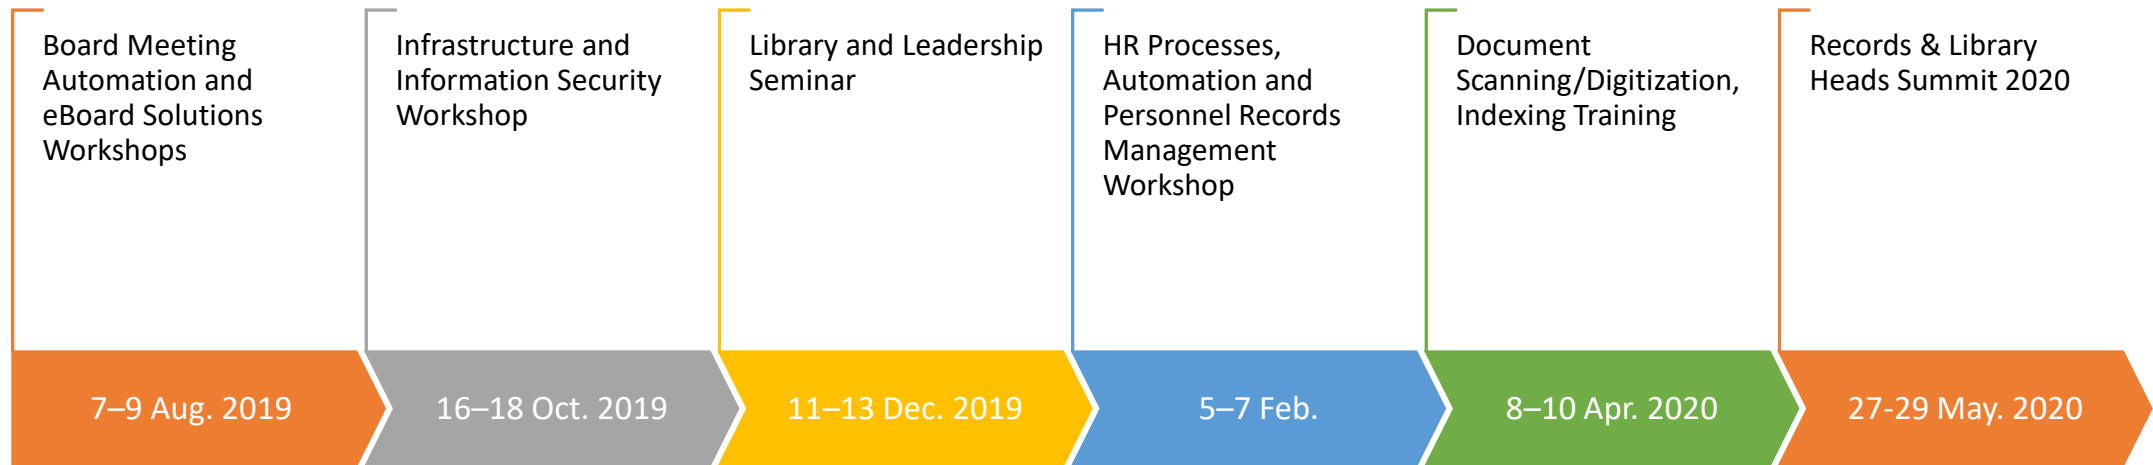 Board Meeting
Automation and
eBoard Solutions
Workshops
Infrastructure and
Information Security
Workshop
Library and Leadership
Seminar
HR Processes,
Automation and
Personnel Records
Management
Workshop
Document
Scanning/Digitization,
Indexing Training
Records & Library
Heads Summit 2020
7–9 Aug. 2019
16–18 Oct. 2019
11–13 Dec. 2019
5–7 Feb.
8–10 Apr. 2020
27-29 May. 2020